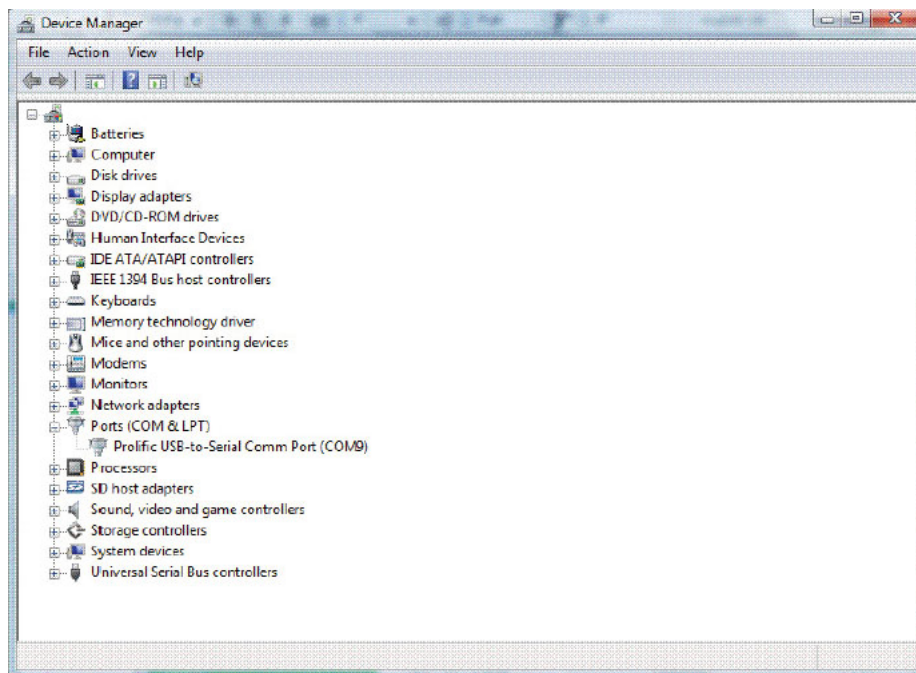 Device Manager
File Action View Help
Batteries
Computer
Disk drives
Display adapters
DVD/CD-ROM drives
Human Interface Devices
IDE ATA/ATAPI controllers
IEEE 1394 Bus host controllers
Keyboards
Memory technology driver
Mice and other pointing devices
Modems
Monitors
Network adapters
Ports (COM & LPT)
Prolific USB-to-Serial Comm Port (COM9)
Processors
SD host adapters
Sound, video and game controllers
Storage controllers
System devices
Universal Serial Bus controllers